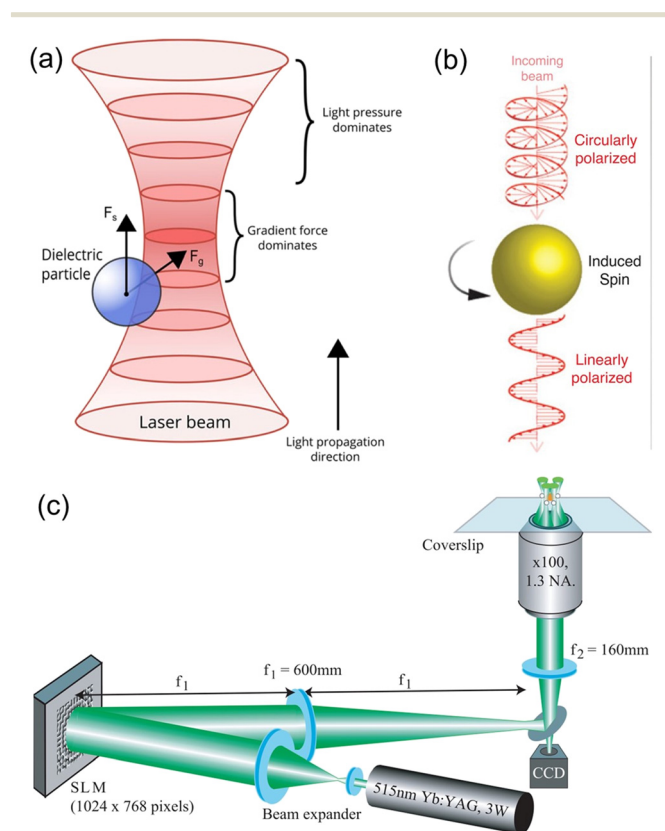 (a)
Light pressure
dominates
Gradient force
dominates
Fs
Fg
Dielectric
particle
Laser beam
Light propagation
direction
(b)
Incoming
beam
Circularly
polarized
Induced
Spin
Linearly
polarized
(c)
Coverslip
x100,
1.3 NA.
f2 = 160mm
f1
f1 = 600mm
f1
SLM
(1024 x 768 pixels)
Beam expander
515nm Yb:YAG, 3W
CCD